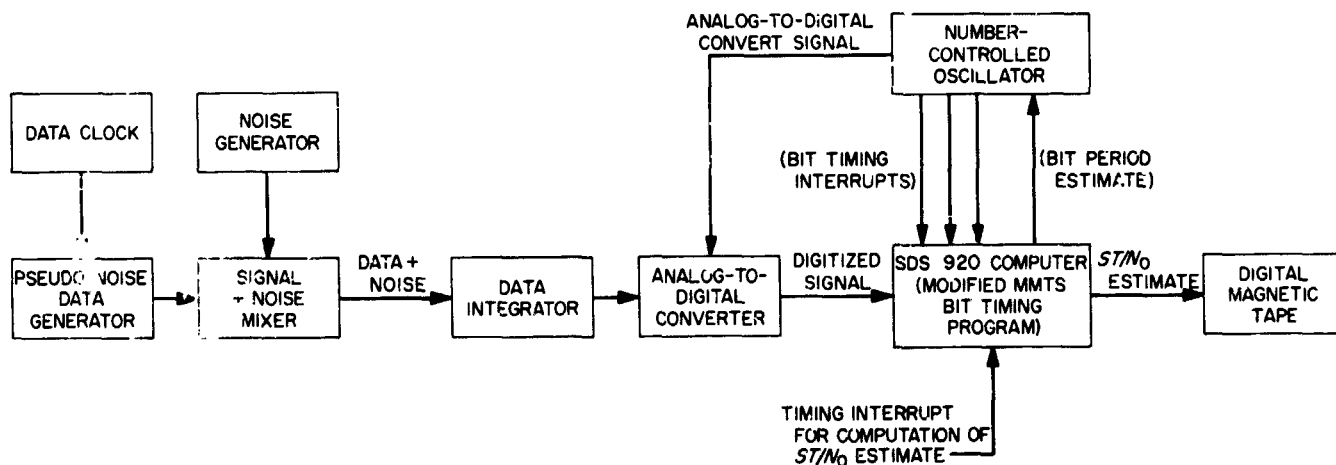 ANALOG-TO-DIGITAL
CONVERT SIGNAL
NUMBER-
CONTROLLED
OSCILLATOR
DATA CLOCK
NOISE
GENERATOR
(BIT TIMING
INTERRUPTS)
(BIT PERIOD
ESTIMATE)
PSEUDO NOISE
DATA
GENERATOR
SIGNAL
+ NOISE
MIXER
DATA +
NOISE
DATA
INTEGRATOR
ANALOG-TO-
DIGITAL
CONVERTER
DIGITIZED
SIGNAL
SDS 920 COMPUTER
(MODIFIED MMTS
BIT TIMING
PROGRAM)
ST/N₀
ESTIMATE
DIGITAL
MAGNETIC
TAPE
TIMING INTERRUPT
FOR COMPUTATION OF
ST/N₀ ESTIMATE